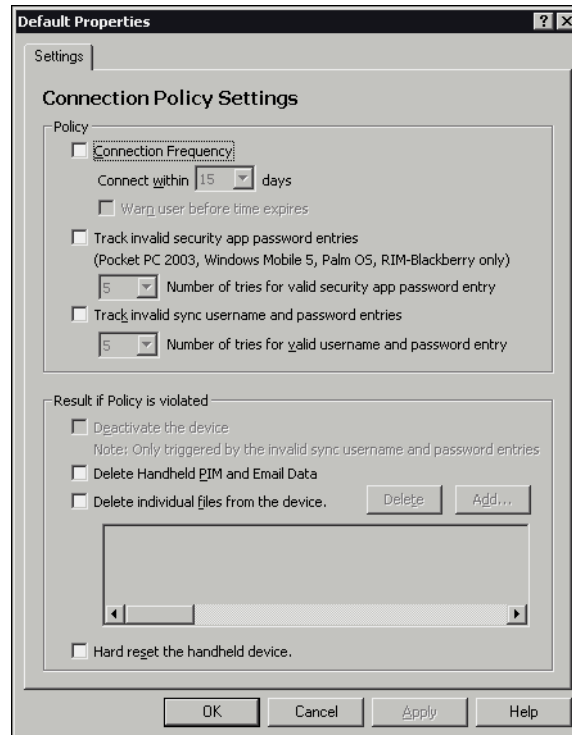 Default Properties
Settings
Connection Policy Settings
Policy
Connection Frequency
Connect within 15 days
Warn user before time expires
Track invalid security app password entries
(Pocket PC 2003, Windows Mobile 5, Palm OS, RIM-Blackberry only)
5 Number of tries for valid security app password entry
Track invalid sync username and password entries
5 Number of tries for valid username and password entry
Result if Policy is violated
Deactivate the device
Note: Only triggered by the invalid sync username and password entries
Delete Handheld PIM and Email Data
Delete individual files from the device. Delete Add...
Hard reset the handheld device.
OK Cancel Apply Help